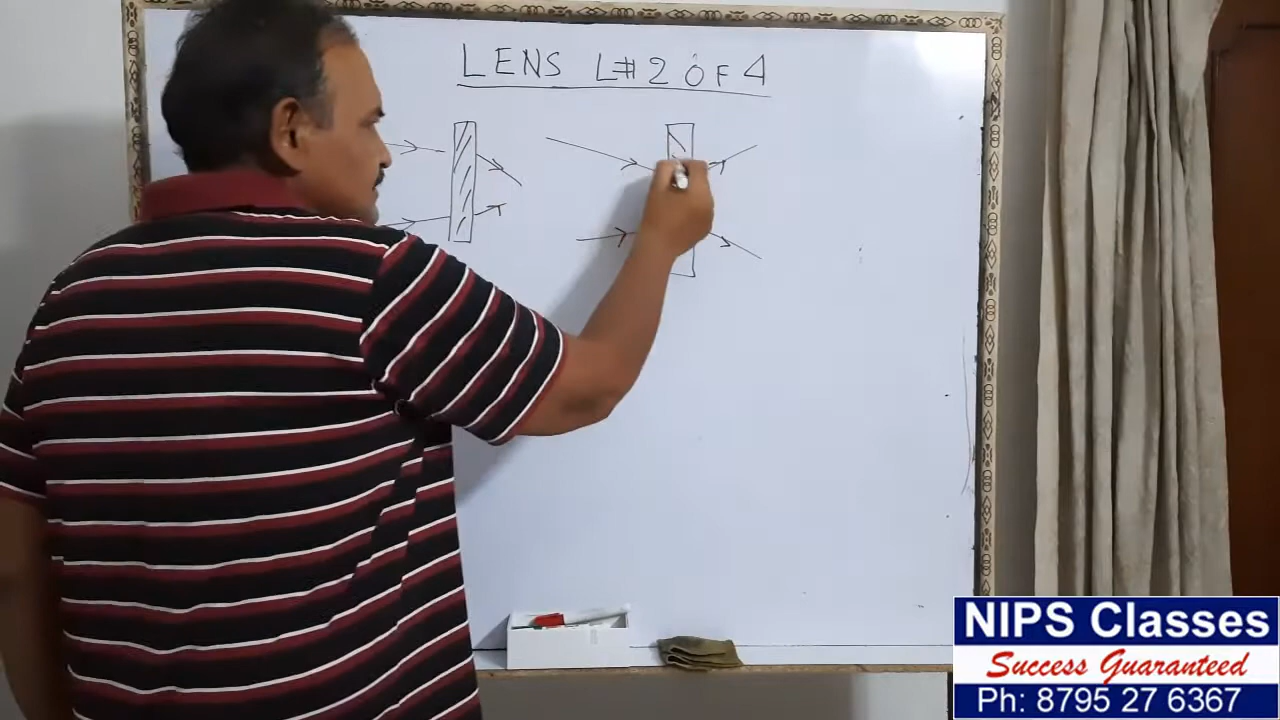 LENS L# 2 OF 4
NIPS Classes
Success Guaranteed
Ph: 8795 27 6367